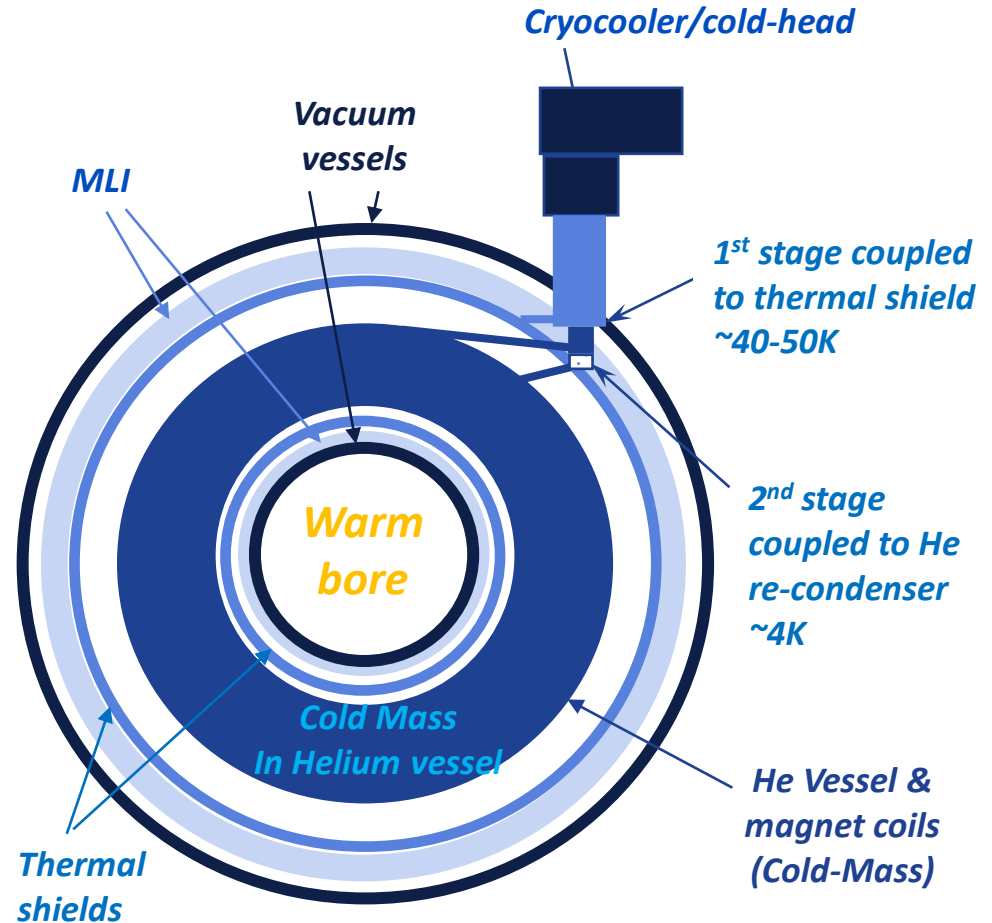 Cryocooler/cold-head
Vacuum
vessels
MLI
1st stage coupled
to thermal shield
~40-50K
Warm
bore
2nd stage
coupled to He
re-condenser
~4K
Cold Mass
In Helium vessel
He Vessel &
magnet coils
(Cold-Mass)
Thermal
shields